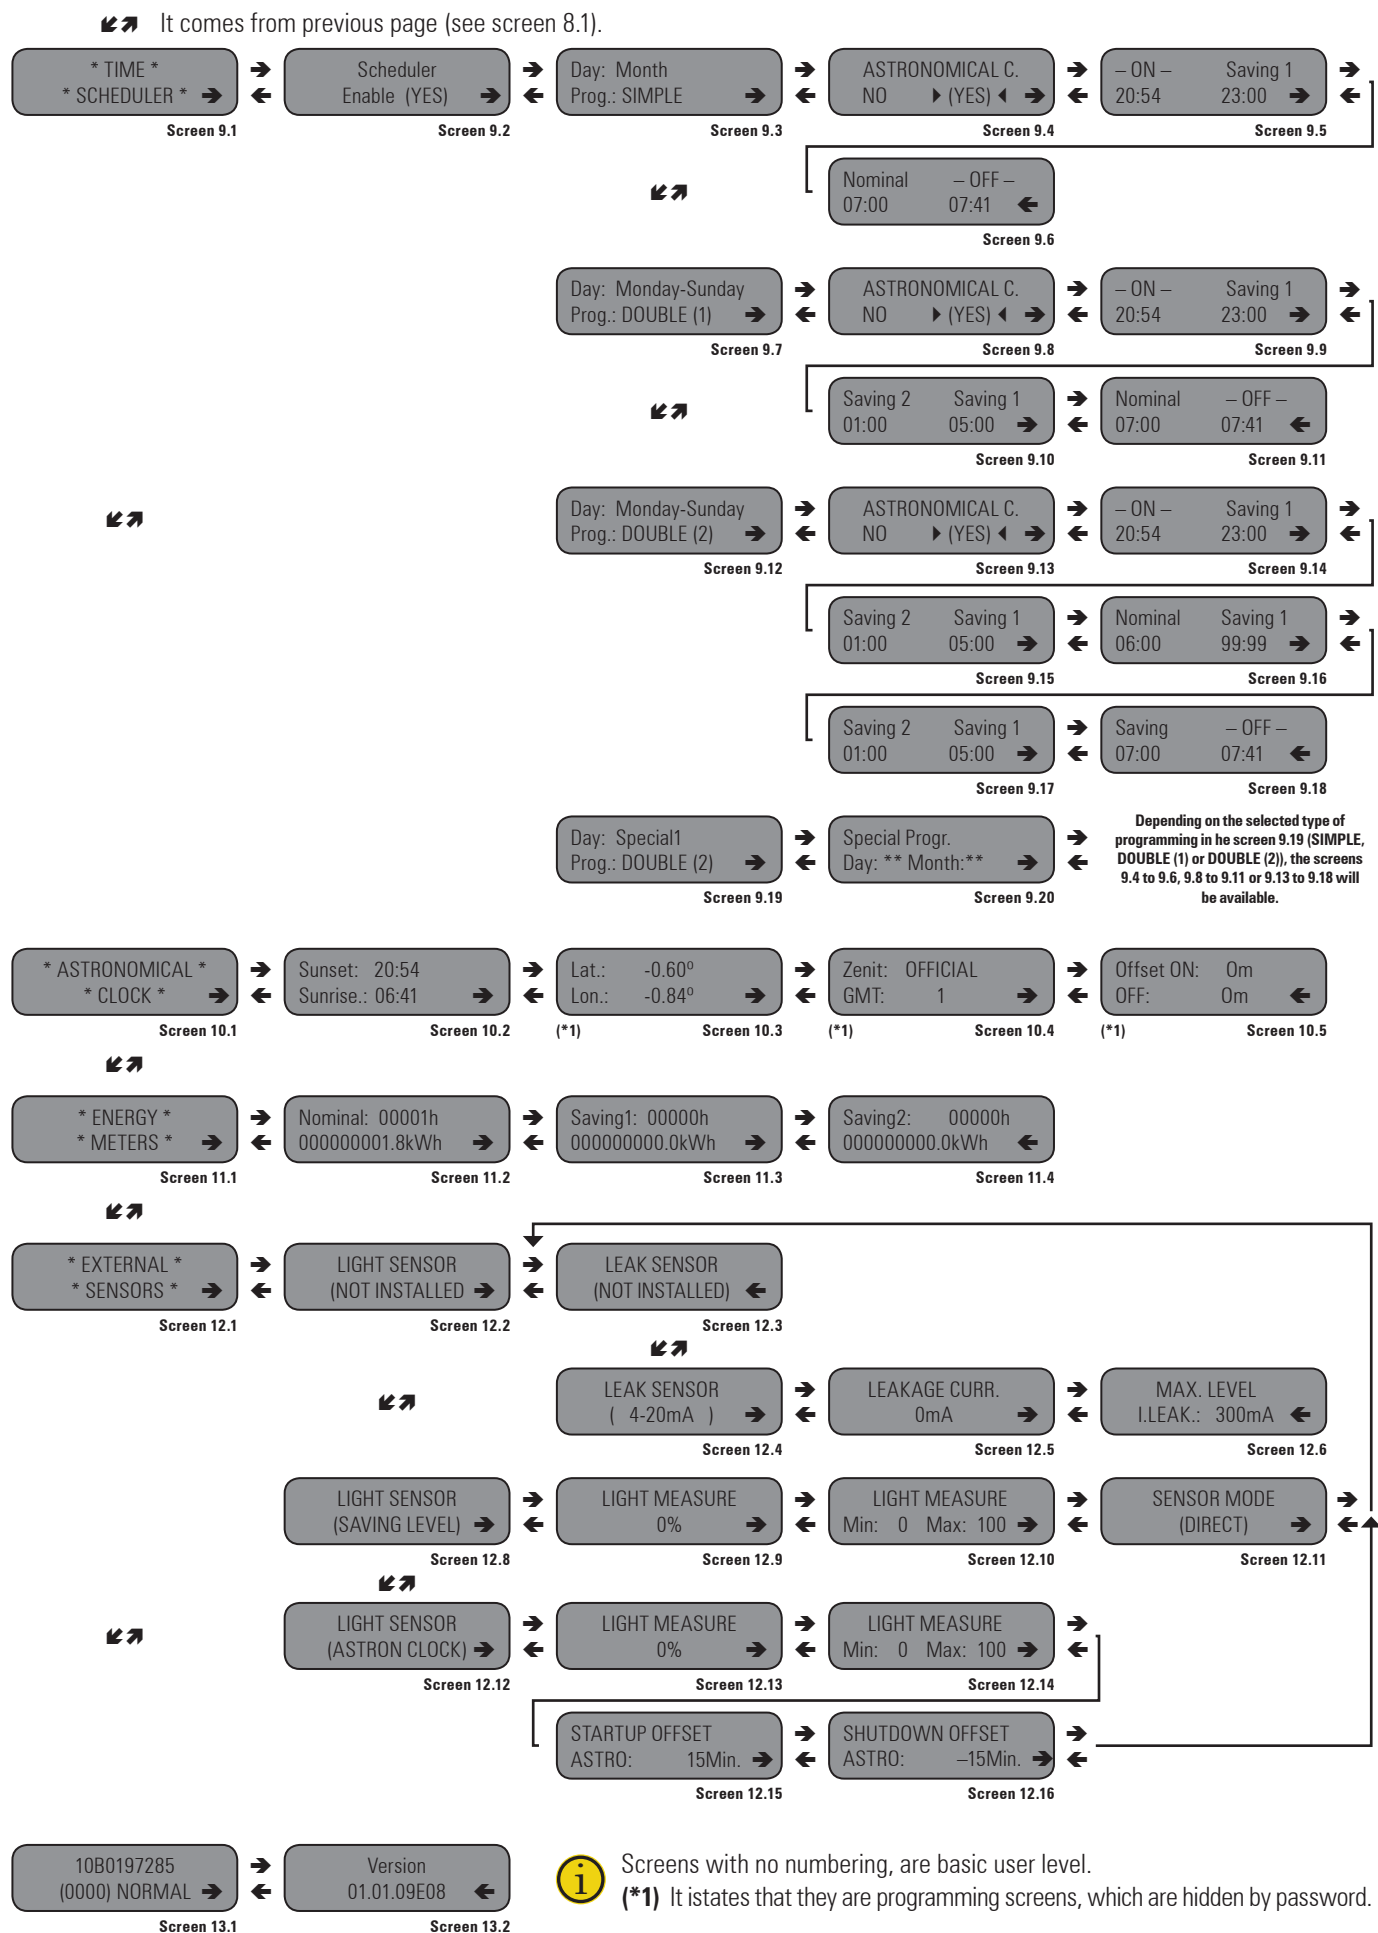 It comes from previous page (see screen 8.1).
* TIME *
* SCHEDULER *
Screen 9.1
Scheduler
Enable (YES)
Screen 9.2
Day: Month
Prog.: SIMPLE
Screen 9.3
ASTRONOMICAL C.
NO (YES)
Screen 9.4
– ON – Saving 1
20:54 23:00
Screen 9.5
Nominal – OFF –
07:00 07:41
Screen 9.6
Day: Monday-Sunday
Prog.: DOUBLE (1)
Screen 9.7
ASTRONOMICAL C.
NO (YES)
Screen 9.8
– ON – Saving 1
20:54 23:00
Screen 9.9
Saving 2 Saving 1
01:00 05:00
Screen 9.10
Nominal – OFF –
07:00 07:41
Screen 9.11
Day: Monday-Sunday
Prog.: DOUBLE (2)
Screen 9.12
ASTRONOMICAL C.
NO (YES)
Screen 9.13
– ON – Saving 1
20:54 23:00
Screen 9.14
Saving 2 Saving 1
01:00 05:00
Screen 9.15
Nominal Saving 1
06:00 99:99
Screen 9.16
Saving 2 Saving 1
01:00 05:00
Screen 9.17
Saving – OFF –
07:00 07:41
Screen 9.18
Day: Special1
Prog.: DOUBLE (2)
Screen 9.19
Special Progr.
Day: ** Month:**
Screen 9.20
Depending on the selected type of
programming in he screen 9.19 (SIMPLE,
DOUBLE (1) or DOUBLE (2)), the screens
9.4 to 9.6, 9.8 to 9.11 or 9.13 to 9.18 will
be available.
* ASTRONOMICAL *
* CLOCK *
Screen 10.1
Sunset: 20:54
Sunrise.: 06:41
Screen 10.2
Lat.: -0.60º
Lon.: -0.84º
(*1) Screen 10.3
Zenit: OFFICIAL
GMT: 1
(*1) Screen 10.4
Offset ON: 0m
OFF: 0m
(*1) Screen 10.5
* ENERGY *
* METERS *
Screen 11.1
Nominal: 00001h
000000001.8kWh
Screen 11.2
Saving1: 00000h
000000000.0kWh
Screen 11.3
Saving2: 00000h
000000000.0kWh
Screen 11.4
* EXTERNAL *
* SENSORS *
Screen 12.1
LIGHT SENSOR
(NOT INSTALLED
Screen 12.2
LEAK SENSOR
(NOT INSTALLED)
Screen 12.3
LEAK SENSOR
( 4-20mA )
Screen 12.4
LEAKAGE CURR.
0mA
Screen 12.5
MAX. LEVEL
I.LEAK.: 300mA
Screen 12.6
LIGHT SENSOR
(SAVING LEVEL)
Screen 12.8
LIGHT MEASURE
0%
Screen 12.9
LIGHT MEASURE
Min: 0 Max: 100
Screen 12.10
SENSOR MODE
(DIRECT)
Screen 12.11
LIGHT SENSOR
(ASTRON CLOCK)
Screen 12.12
LIGHT MEASURE
0%
Screen 12.13
LIGHT MEASURE
Min: 0 Max: 100
Screen 12.14
STARTUP OFFSET
ASTRO: 15Min.
Screen 12.15
SHUTDOWN OFFSET
ASTRO: –15Min.
Screen 12.16
10B0197285
(0000) NORMAL
Screen 13.1
Version
01.01.09E08
Screen 13.2
i
Screens with no numbering, are basic user level.
(*1) It istates that they are programming screens, which are hidden by password.